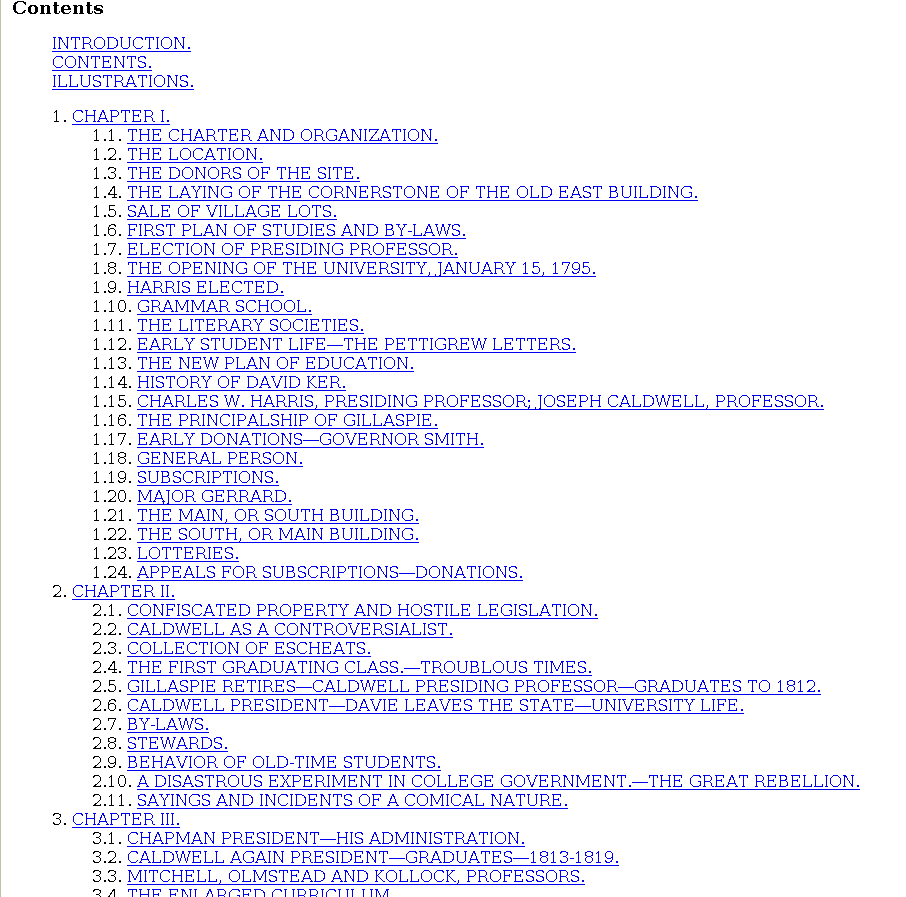 Contents
INTRODUCTION.
CONTENTS.
ILLUSTRATIONS.
1. CHAPTER I.
1.1. THE CHARTER AND ORGANIZATION.
1.2. THE LOCATION.
1.3. THE DONORS OF THE SITE.
1.4. THE LAYING OF THE CORNERSTONE OF THE OLD EAST BUILDING.
1.5. SALE OF VILLAGE LOTS.
1.6. FIRST PLAN OF STUDIES AND BY-LAWS.
1.7. ELECTION OF PRESIDING PROFESSOR.
1.8. THE OPENING OF THE UNIVERSITY, JANUARY 15, 1795.
1.9. HARRIS ELECTED.
1.10. GRAMMAR SCHOOL.
1.11. THE LITERARY SOCIETIES.
1.12. EARLY STUDENT LIFE—THE PETTIGREW LETTERS.
1.13. THE NEW PLAN OF EDUCATION.
1.14. HISTORY OF DAVID KER.
1.15. CHARLES W. HARRIS, PRESIDING PROFESSOR; JOSEPH CALDWELL, PROFESSOR.
1.16. THE PRINCIPALSHIP OF GILLASPIE.
1.17. EARLY DONATIONS—GOVERNOR SMITH.
1.18. GENERAL PERSON.
1.19. SUBSCRIPTIONS.
1.20. MAJOR GERRARD.
1.21. THE MAIN, OR SOUTH BUILDING.
1.22. THE SOUTH, OR MAIN BUILDING.
1.23. LOTTERIES.
1.24. APPEALS FOR SUBSCRIPTIONS—DONATIONS.
2. CHAPTER II.
2.1. CONFISCATED PROPERTY AND HOSTILE LEGISLATION.
2.2. CALDWELL AS A CONTROVERSIALIST.
2.3. COLLECTION OF ESCHEATS.
2.4. THE FIRST GRADUATING CLASS.—TROUBLOUS TIMES.
2.5. GILLASPIE RETIRES—CALDWELL PRESIDING PROFESSOR—GRADUATES TO 1812.
2.6. CALDWELL PRESIDENT—DAVIE LEAVES THE STATE—UNIVERSITY LIFE.
2.7. BY-LAWS.
2.8. STEWARDS.
2.9. BEHAVIOR OF OLD-TIME STUDENTS.
2.10. A DISASTROUS EXPERIMENT IN COLLEGE GOVERNMENT.—THE GREAT REBELLION.
2.11. SAYINGS AND INCIDENTS OF A COMICAL NATURE.
3. CHAPTER III.
3.1. CHAPMAN PRESIDENT—HIS ADMINISTRATION.
3.2. CALDWELL AGAIN PRESIDENT—GRADUATES—1813-1819.
3.3. MITCHELL, OLMSTEAD AND KOLLOCK, PROFESSORS.
3.4. THE ENLARGED CURRICULUM.